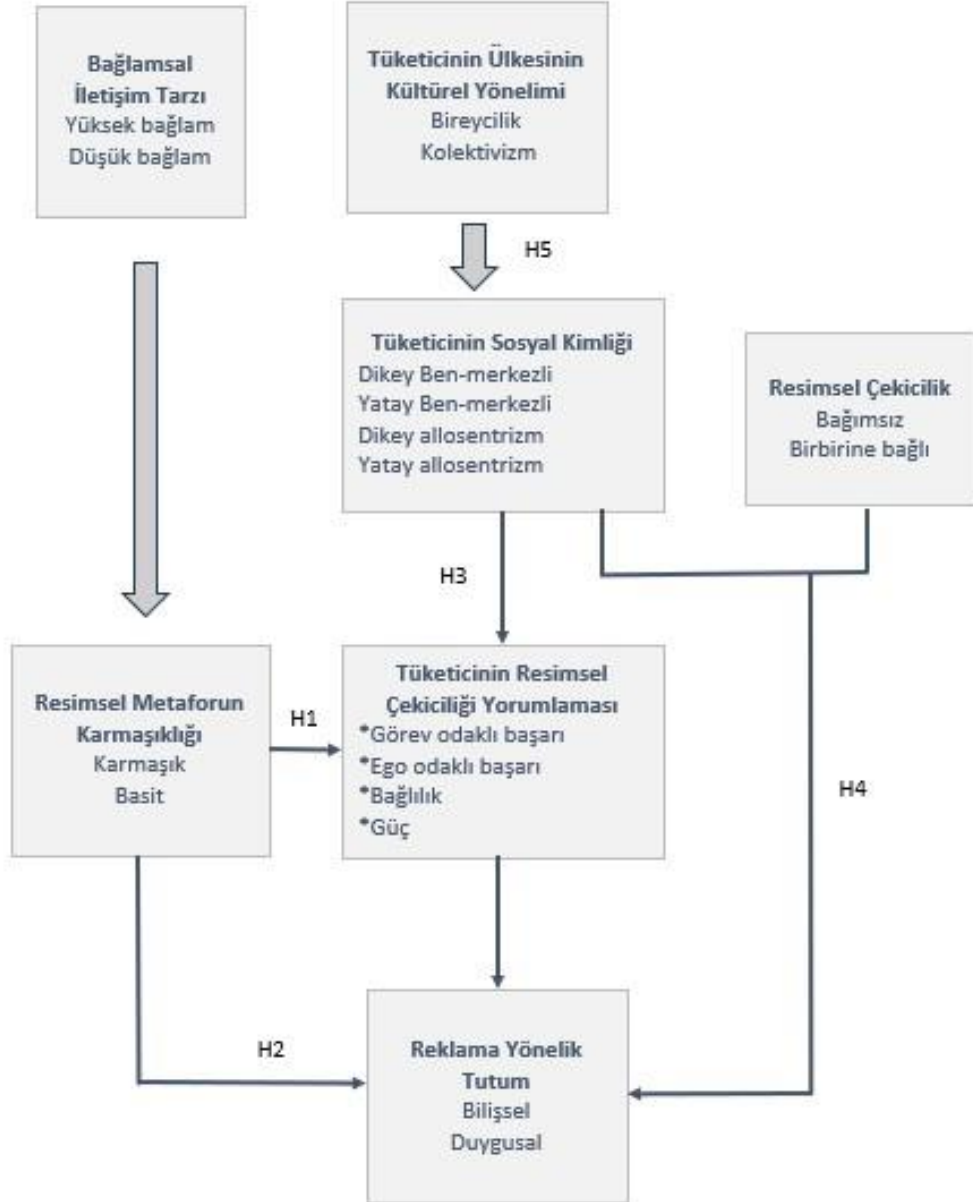 Bağlamsal
İletişim Tarzı
Yüksek bağlam
Düşük bağlam
Tüketicinin Ülkesinin
Kültürel Yönelimi
Bireycilik
Kolektivizm
H5
Tüketicinin Sosyal Kimliği
Dikey Ben-merkezli
Yatay Ben-merkezli
Dikey allosentrizm
Yatay allosentrizm
Resimsel Çekicilik
Bağımsız
Birbirine bağlı
H3
Resimsel Metaforun
Karmaşıklığı
Karmaşık
Basit
H1
Tüketicinin Resimsel
Çekiciliği Yorumlaması
*Görev odaklı başarı
*Ego odaklı başarı
*Bağlılık
*Güç
H4
H2
Reklama Yönelik
Tutum
Bilişsel
Duygusal